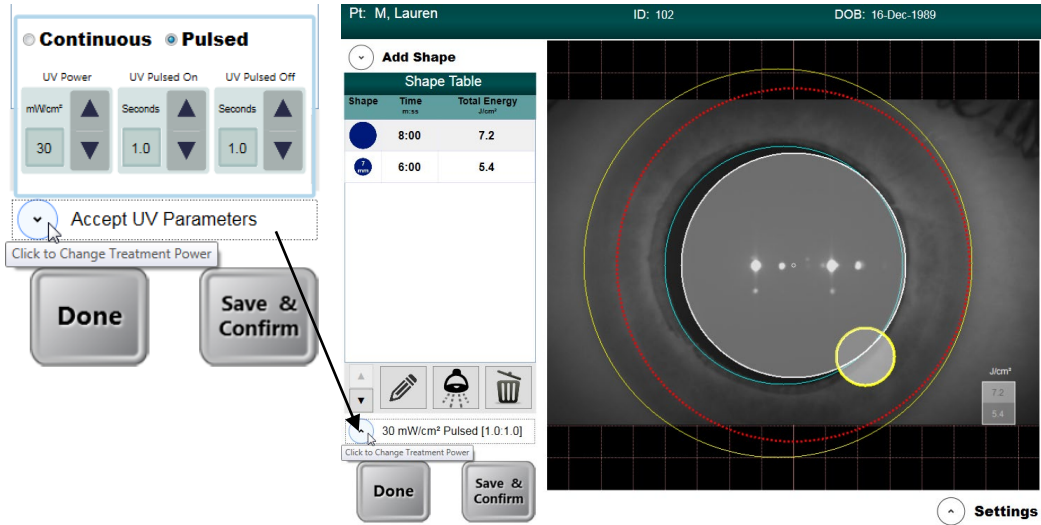 Continuous Pulsed
UV Power UV Pulsed On UV Pulsed Off
mW/cm² Seconds Seconds
30 1.0 1.0
Accept UV Parameters
Click to Change Treatment Power
Done
Save &
Confirm
Pt: M, Lauren ID: 102 DOB: 16-Dec-1989
Add Shape
Shape Table
Shape Time Total Energy
m:ss J/cm²
8:00 7.2
7
mm 6:00 5.4
30 mW/cm² Pulsed [1.0:1.0]
Click to Change Treatment Power
Done
Save &
Confirm
J/cm²
7.2
5.4
Settings